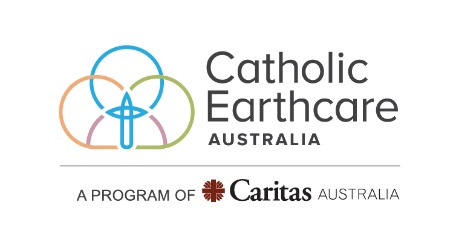 Catholic
Earthcare
AUSTRALIA
A PROGRAM OF Caritas AUSTRALIA